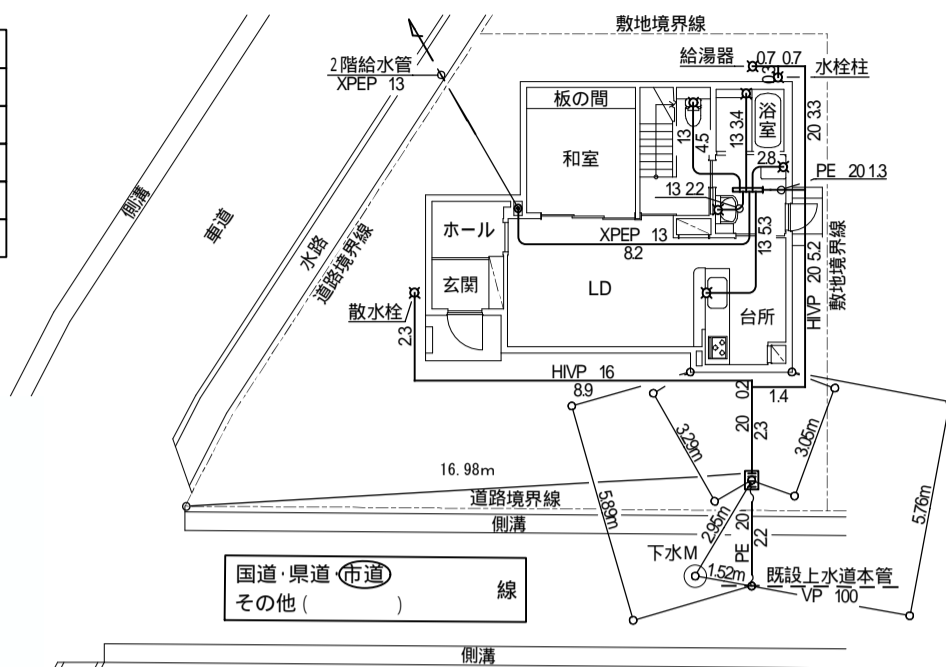 敷地境界線
2階給水管
XPEP 13
給湯器
0.7 0.7
0.3
水栓柱
板の間
浴室
和室
13
4.5
13 3.4
20 3.3
2.8
PE 20 1.3
13 2.2
側溝
車道
水路
道路境界線
ホール
XPEP 13
8.2
13 5.3
HIVP 20 5.2
敷地境界線
玄関
LD
台所
散水栓
2.3
HIVP 16
8.9
0.2
1.4
20 2.3
3.29m
3.05m
16.98m
5.89m
5.76m
道路境界線
側溝
2.95m
PE 20
2.2
下水M
1.52m
既設上水道本管
VP 100
国道・県道・市道
線
その他( )
側溝